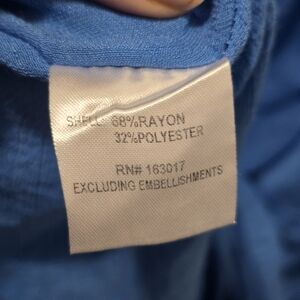 SHELL: 68%RAYON
32%POLYESTER
RN# 163017
EXCLUDING EMBELLISHMENTS